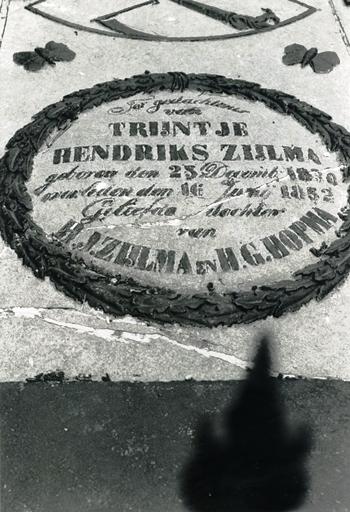 Ter gedachtenis
van
TRIJNTJE
HENDRIKS ZIJLMA
geboren den 25 Decemb. 1830
overleden den 16 Junij 1852
Geliefde dochter
van
H. J. ZIJLMA EN H. G. HOPMA